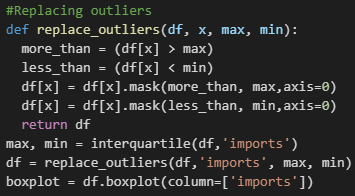 #Replacing outliers
def replace_outliers(df, x, max, min):
  more_than = (df[x] > max)
  less_than = (df[x] < min)
  df[x] = df[x].mask(more_than, max,axis=0)
  df[x] = df[x].mask(less_than, min,axis=0)
  return df
max, min = interquartile(df,'imports')
df = replace_outliers(df,'imports', max, min)
boxplot = df.boxplot(column=['imports'])